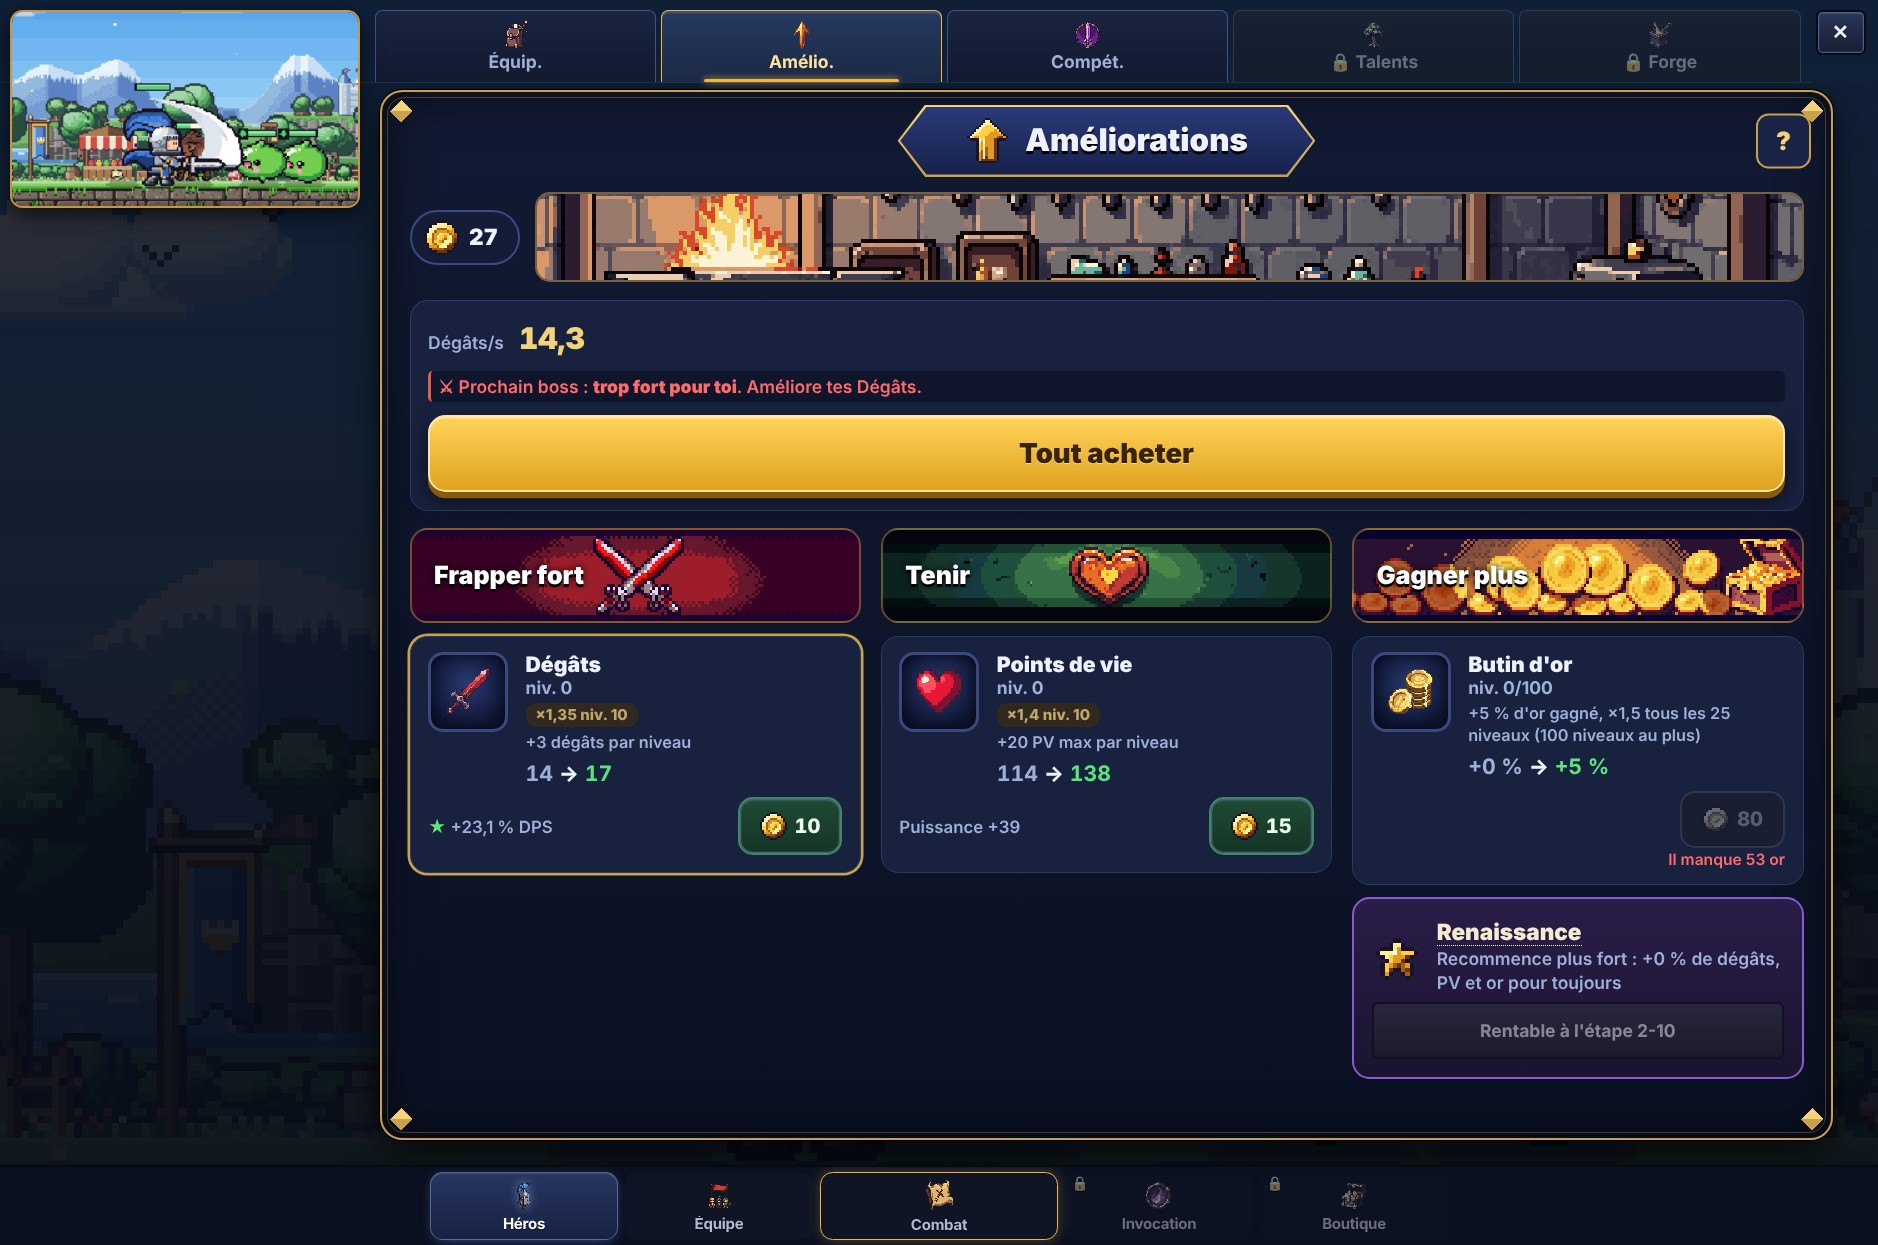 Équip.
Amélio.
Compét.
Talents
Forge
×
Améliorations
?
27
Dégâts/s 14,3
Prochain boss : trop fort pour toi. Améliore tes Dégâts.
Tout acheter
Frapper fort
Tenir
Gagner plus
Dégâts
niv. 0
×1,35 niv. 10
+3 dégâts par niveau
14 → 17
★ +23,1 % DPS
10
Points de vie
niv. 0
×1,4 niv. 10
+20 PV max par niveau
114 → 138
Puissance +39
15
Butin d'or
niv. 0/100
+5 % d'or gagné, ×1,5 tous les 25
niveaux (100 niveaux au plus)
+0 % → +5 %
80
Il manque 53 or
Renaissance
Recommence plus fort : +0 % de dégâts,
PV et or pour toujours
Rentable à l'étape 2-10
Héros
Équipe
Combat
Invocation
Boutique